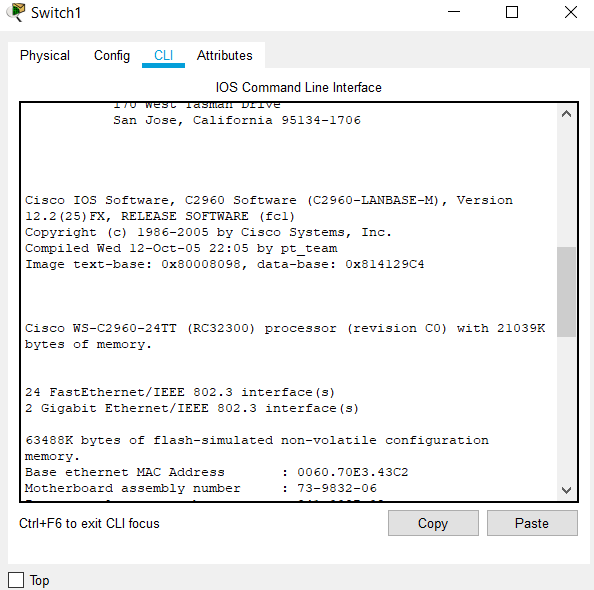 Switch1
Physical
Config
CLI
Attributes
IOS Command Line Interface
170 West Tasman Drive
San Jose, California 95134-1706
Cisco IOS Software, C2960 Software (C2960-LANBASE-M), Version
12.2(25)FX, RELEASE SOFTWARE (fc1)
Copyright (c) 1986-2005 by Cisco Systems, Inc.
Compiled Wed 12-Oct-05 22:05 by pt_team
Image text-base: 0x80008098, data-base: 0x814129C4
Cisco WS-C2960-24TT (RC32300) processor (revision C0) with 21039K
bytes of memory.
24 FastEthernet/IEEE 802.3 interface(s)
2 Gigabit Ethernet/IEEE 802.3 interface(s)
63488K bytes of flash-simulated non-volatile configuration
memory.
Base ethernet MAC Address : 0060.70E3.43C2
Motherboard assembly number : 73-9832-06
Ctrl+F6 to exit CLI focus
Copy
Paste
Top